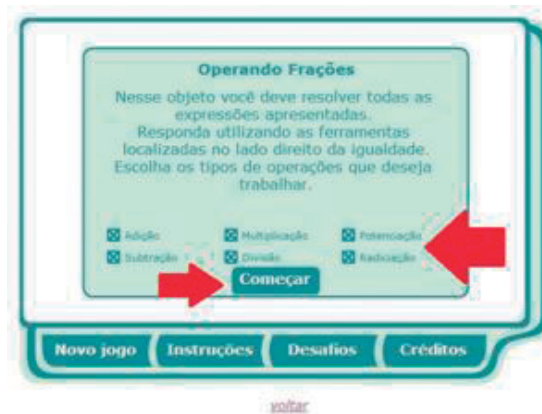 Operando Frações
Nesse objeto você deve resolver todas as
expressões apresentadas.
Responda utilizando as ferramentas
localizadas no lado direito da igualdade.
Escolha os tipos de operações que deseja
trabalhar.
Adição Multiplicação Potenciação
Subtração Divisão Radiciação
Começar
Novo jogo Instruções Desafios Créditos
voltar